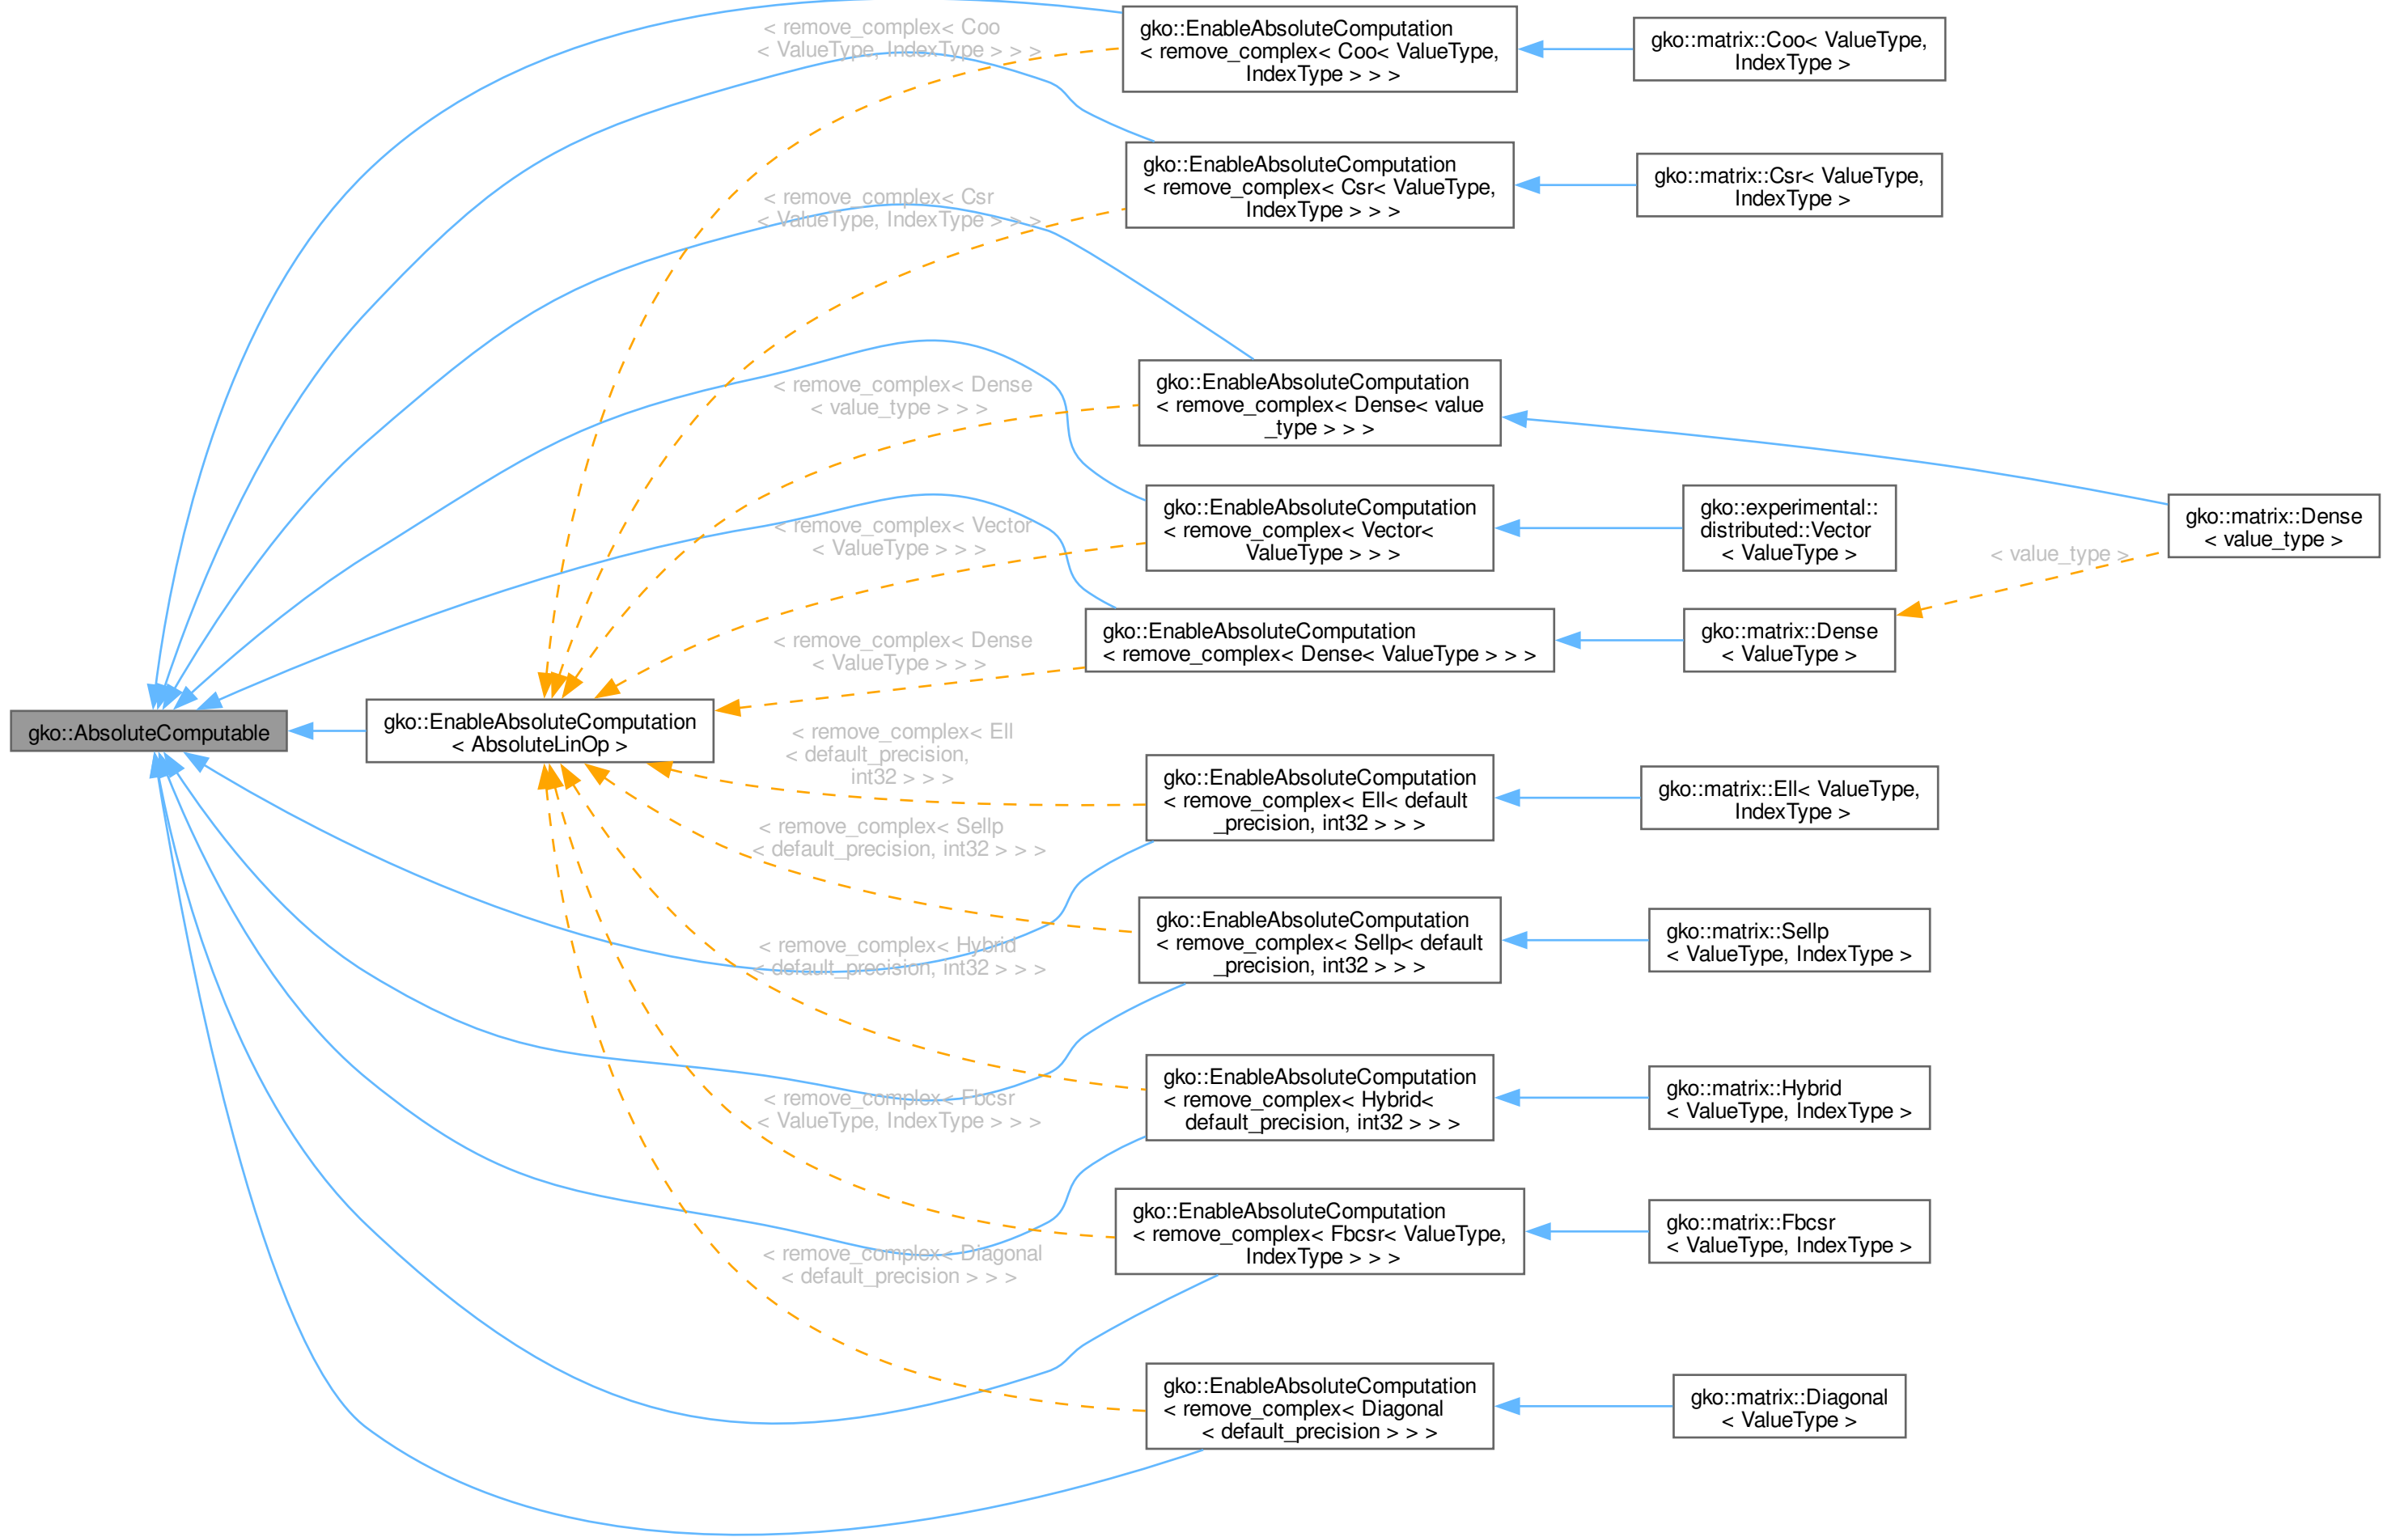 gko::AbsoluteComputable
gko::EnableAbsoluteComputation
< AbsoluteLinOp >
< remove_complex< Coo
< ValueType, IndexType > > >
< remove_complex< Csr
< ValueType, IndexType > > >
< remove_complex< Dense
< value_type > > >
< remove_complex< Vector
< ValueType > > >
< remove_complex< Dense
< ValueType > > >
< remove_complex< Ell
< default_precision,
int32 > > >
< remove_complex< Sellp
< default_precision, int32 > > >
< remove_complex< Hybrid
< default_precision, int32 > > >
< remove_complex< Fbcsr
< ValueType, IndexType > > >
< remove_complex< Diagonal
< default_precision > > >
gko::EnableAbsoluteComputation
< remove_complex< Coo< ValueType,
IndexType > > >
gko::EnableAbsoluteComputation
< remove_complex< Csr< ValueType,
IndexType > > >
gko::EnableAbsoluteComputation
< remove_complex< Dense< value
_type > > >
gko::EnableAbsoluteComputation
< remove_complex< Vector<
ValueType > > >
gko::EnableAbsoluteComputation
< remove_complex< Dense< ValueType > > >
gko::EnableAbsoluteComputation
< remove_complex< Ell< default
_precision, int32 > > >
gko::EnableAbsoluteComputation
< remove_complex< Sellp< default
_precision, int32 > > >
gko::EnableAbsoluteComputation
< remove_complex< Hybrid<
default_precision, int32 > > >
gko::EnableAbsoluteComputation
< remove_complex< Fbcsr< ValueType,
IndexType > > >
gko::EnableAbsoluteComputation
< remove_complex< Diagonal
< default_precision > > >
gko::matrix::Coo< ValueType,
IndexType >
gko::matrix::Csr< ValueType,
IndexType >
gko::experimental::
distributed::Vector
< ValueType >
gko::matrix::Dense
< ValueType >
gko::matrix::Ell< ValueType,
IndexType >
gko::matrix::Sellp
< ValueType, IndexType >
gko::matrix::Hybrid
< ValueType, IndexType >
gko::matrix::Fbcsr
< ValueType, IndexType >
gko::matrix::Diagonal
< ValueType >
< value_type >
gko::matrix::Dense
< value_type >